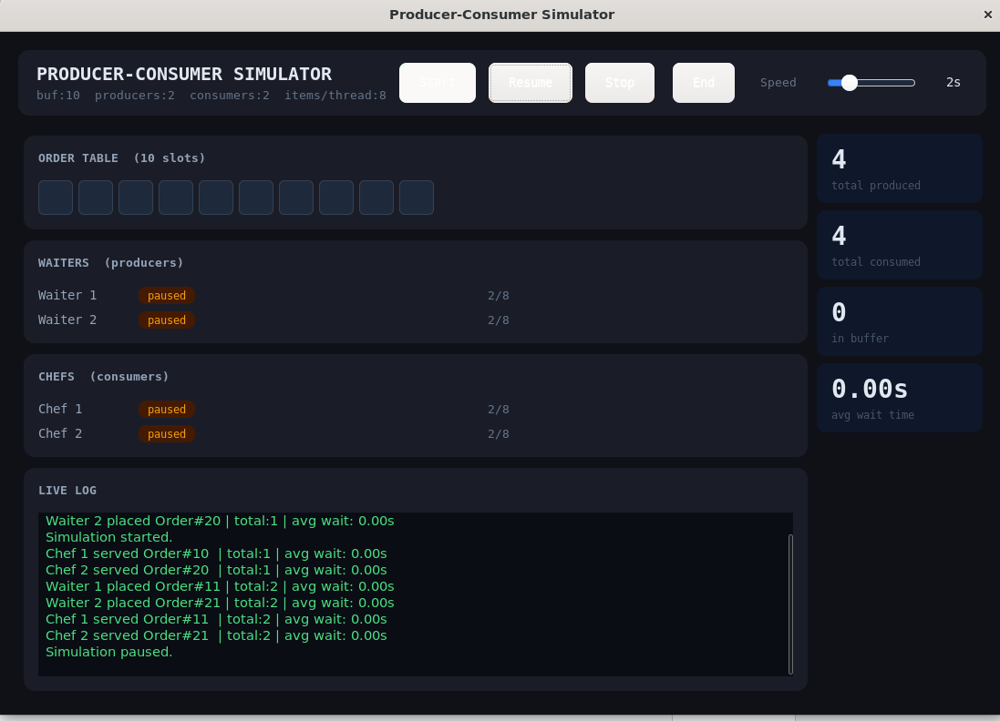 Producer-Consumer Simulator ×
PRODUCER-CONSUMER SIMULATOR
buf:10 producers:2 consumers:2 items/thread:8
Start Resume Stop End Speed 2s
ORDER TABLE (10 slots)
WAITERS (producers)
Waiter 1 paused 2/8
Waiter 2 paused 2/8
CHEFS (consumers)
Chef 1 paused 2/8
Chef 2 paused 2/8
LIVE LOG
Waiter 2 placed Order#20 | total:1 | avg wait: 0.00s
Simulation started.
Chef 1 served Order#10 | total:1 | avg wait: 0.00s
Chef 2 served Order#20 | total:1 | avg wait: 0.00s
Waiter 1 placed Order#11 | total:2 | avg wait: 0.00s
Waiter 2 placed Order#21 | total:2 | avg wait: 0.00s
Chef 1 served Order#11 | total:2 | avg wait: 0.00s
Chef 2 served Order#21 | total:2 | avg wait: 0.00s
Simulation paused.
4
total produced
4
total consumed
0
in buffer
0.00s
avg wait time